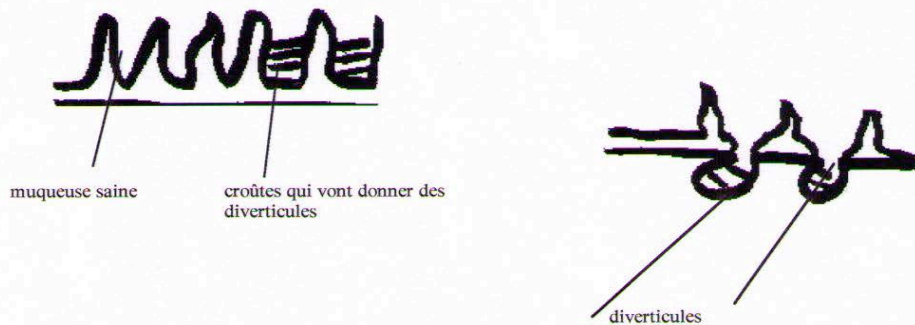 muqueuse saine
croûtes qui vont donner des
diverticules
diverticules